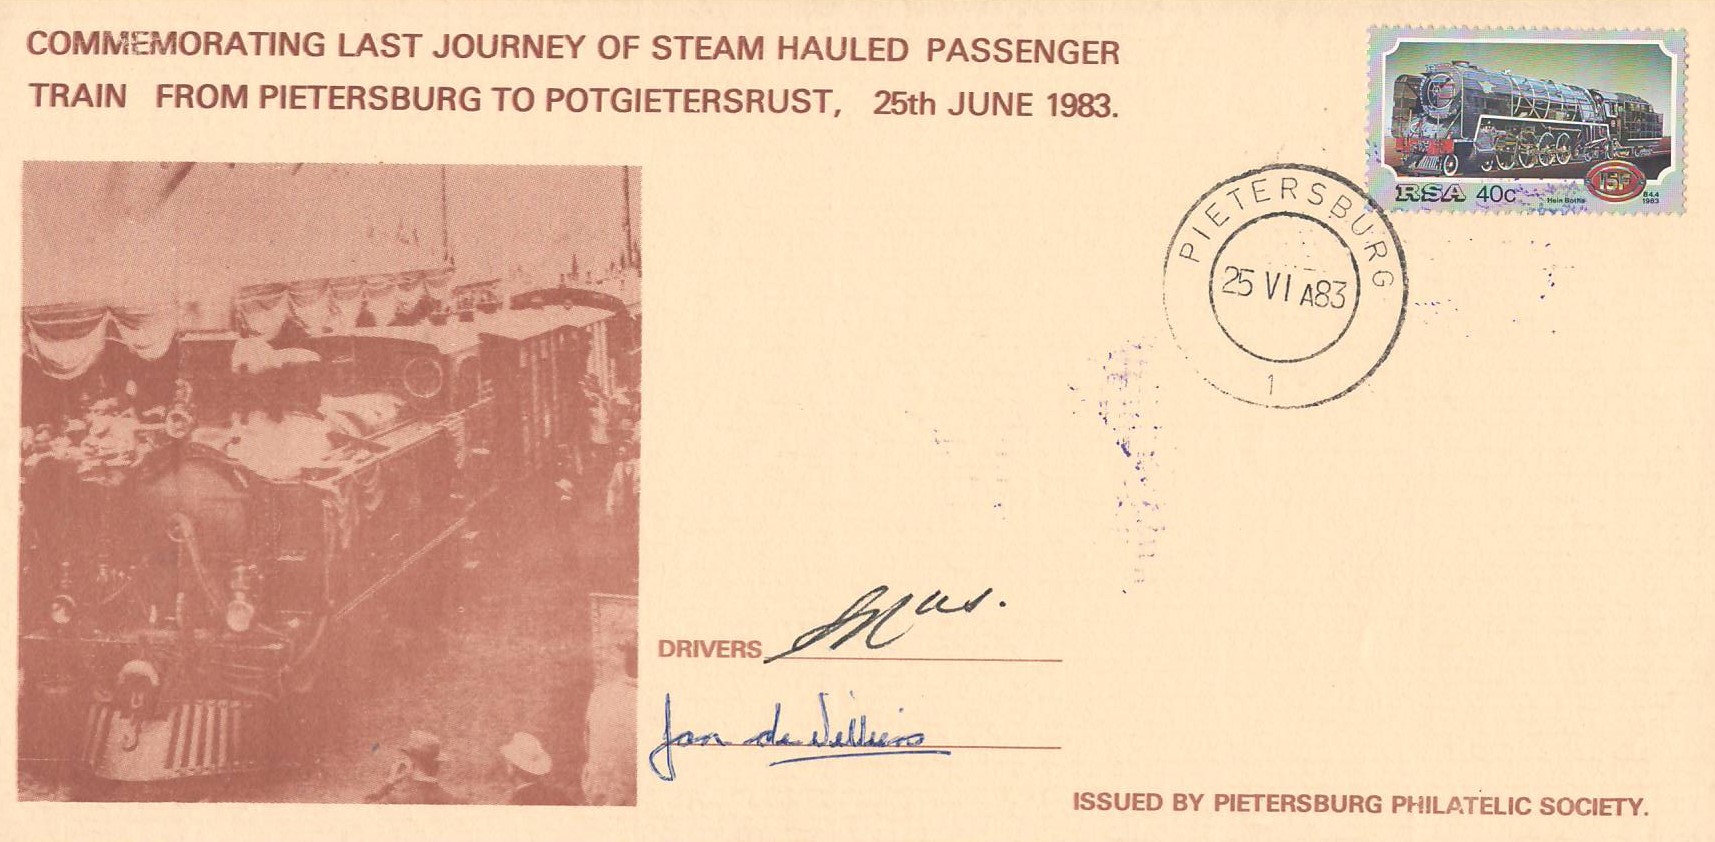 COMMEMORATING LAST JOURNEY OF STEAM HAULED PASSENGER
TRAIN FROM PIETERSBURG TO POTGIETERSRUST, 25th JUNE 1983.
RSA 40c
Hein Botha
15F
844
1983
PIETERSBURG
25 VI A83
1
DRIVERS
Jan de Villiers
ISSUED BY PIETERSBURG PHILATELIC SOCIETY.